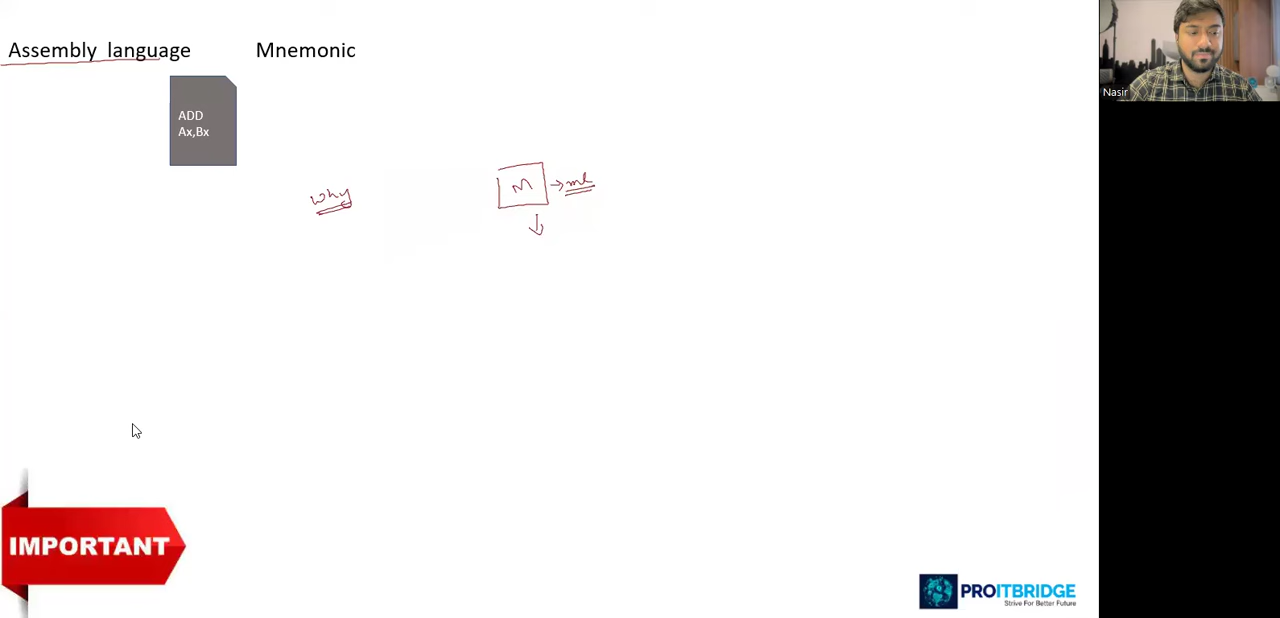 Assembly language
Mnemonic
Nasir
ADD
Ax,Bx
why
M → ml
IMPORTANT
PROITBRIDGE
Strive For Better Future